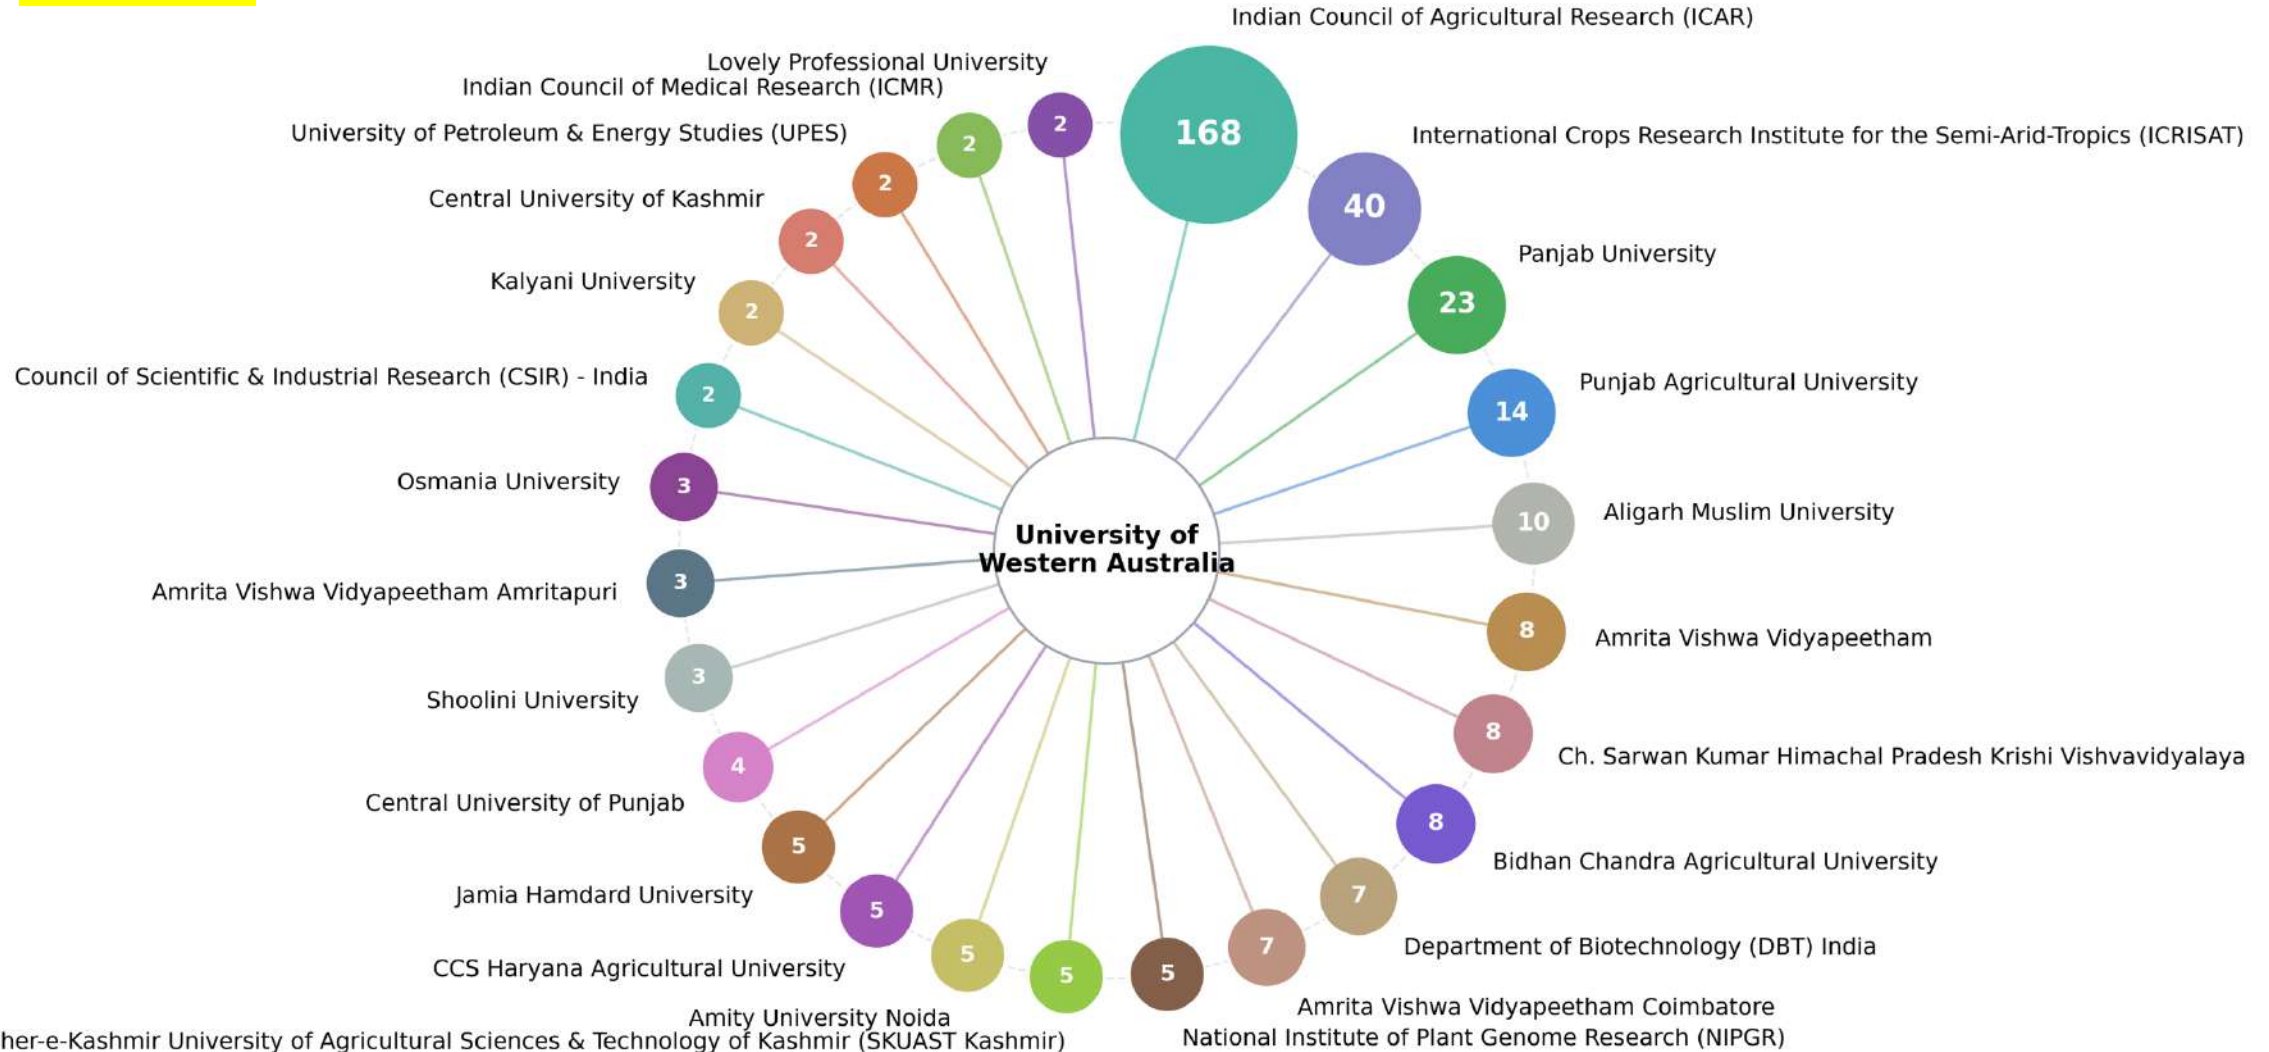 Indian Council of Agricultural Research (ICAR)
168
International Crops Research Institute for the Semi-Arid-Tropics (ICRISAT)
40
Panjab University
23
Punjab Agricultural University
14
Aligarh Muslim University
10
Amrita Vishwa Vidyapeetham
8
Ch. Sarwan Kumar Himachal Pradesh Krishi Vishvavidyalaya
8
Bidhan Chandra Agricultural University
8
Department of Biotechnology (DBT) India
7
Amrita Vishwa Vidyapeetham Coimbatore
7
National Institute of Plant Genome Research (NIPGR)
5
her-e-Kashmir University of Agricultural Sciences & Technology of Kashmir (SKUAST Kashmir)
5
Amity University Noida
5
CCS Haryana Agricultural University
5
Jamia Hamdard University
5
Central University of Punjab
4
Shoolini University
3
Amrita Vishwa Vidyapeetham Amritapuri
3
Osmania University
3
Council of Scientific & Industrial Research (CSIR) - India
2
Kalyani University
2
Central University of Kashmir
2
University of Petroleum & Energy Studies (UPES)
2
Indian Council of Medical Research (ICMR)
2
Lovely Professional University
2
University of
Western Australia